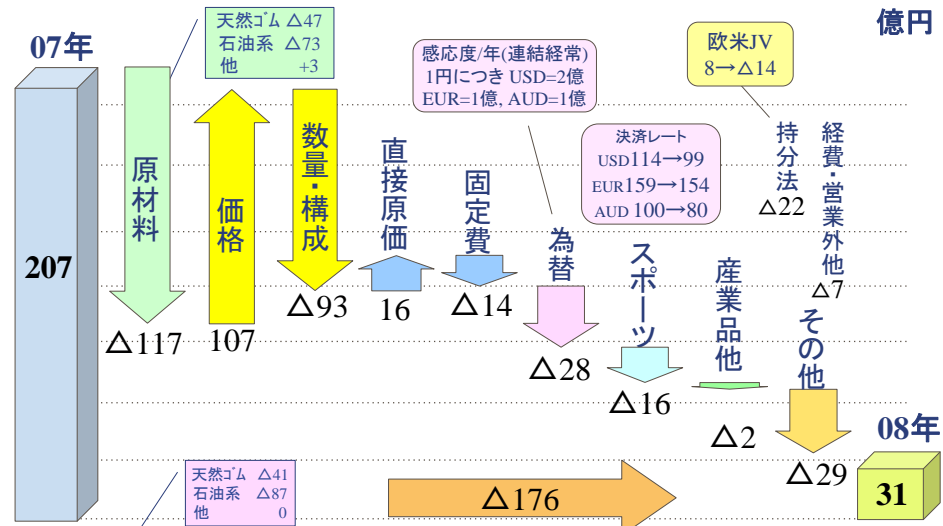 億円
07年
天然ｺﾞﾑ △47
石油系 △73
他 +3
感応度/年(連結経常)
1円につき USD=2億
EUR=1億, AUD=1億
欧米JV
8→△14
決済レート
USD114→99
EUR159→154
AUD 100→80
207
原材料
△117
価格
107
数量・構成
△93
直接原価
16
固定費
△14
為替
△28
スポーツ
△16
産業品他
△2
持分法
△22
経費・営業外他
△7
その他
△29
08年
31
天然ｺﾞﾑ △41
石油系 △87
他 0
△176